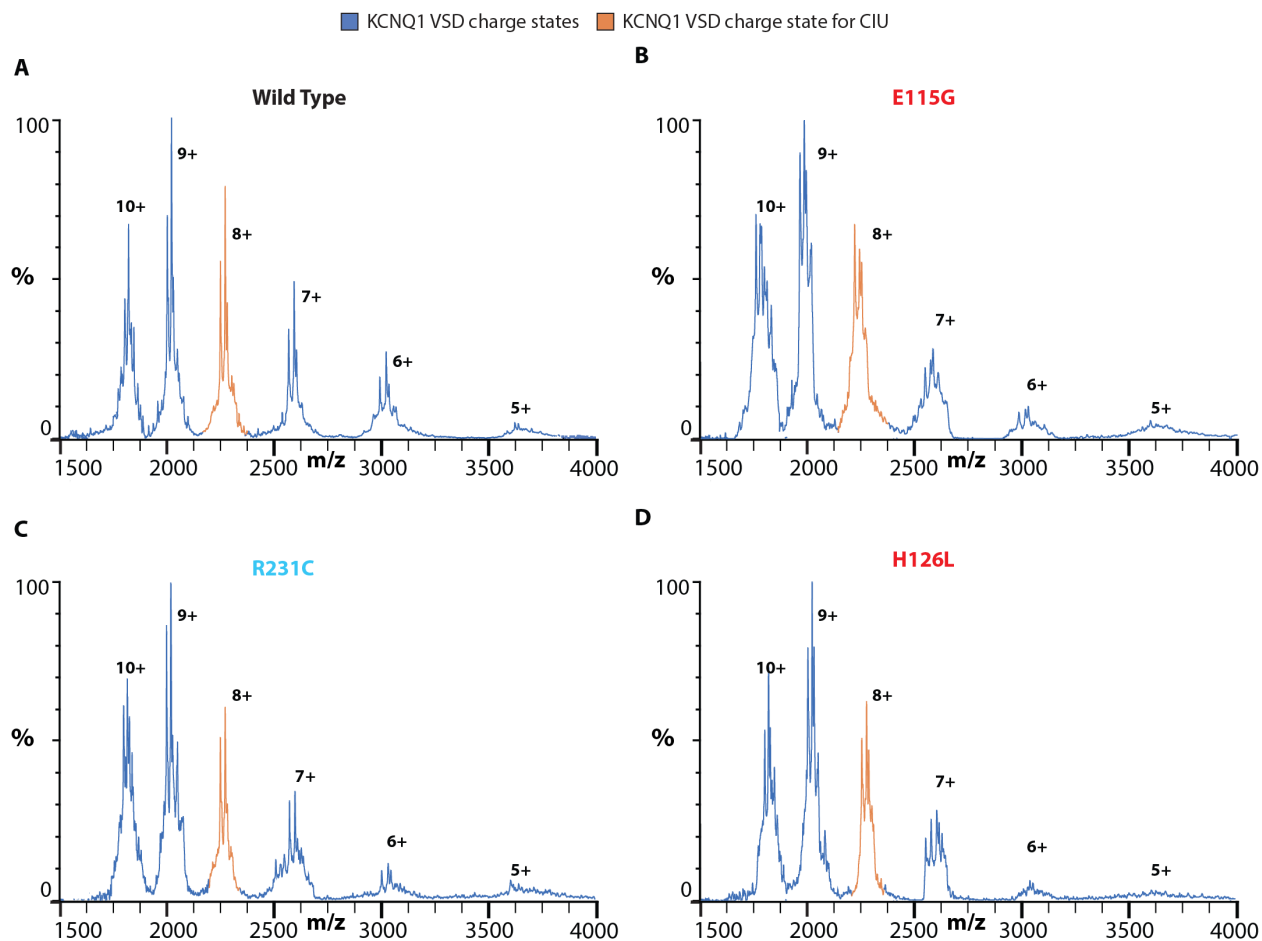 KCNQ1 VSD charge states KCNQ1 VSD charge state for CIU
A
Wild Type
100
%
0
10+
9+
8+
7+
6+
5+
1500 2000 2500 3000 3500 4000
m/z
B
E115G
100
%
0
10+
9+
8+
7+
6+
5+
1500 2000 2500 3000 3500 4000
m/z
C
R231C
100
%
0
10+
9+
8+
7+
6+
5+
1500 2000 2500 3000 3500 4000
m/z
D
H126L
100
%
0
10+
9+
8+
7+
6+
5+
1500 2000 2500 3000 3500 4000
m/z